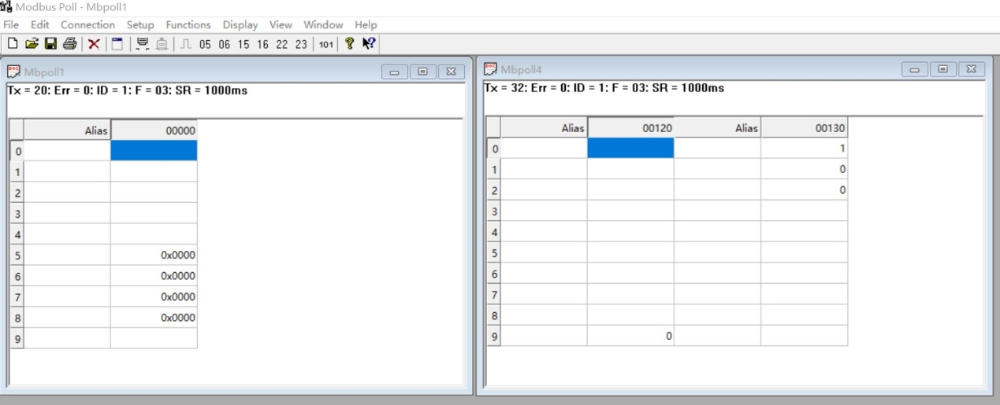 Modbus Poll - Mbpoll1
File Edit Connection Setup Functions Display View Window Help
05 06 15 16 22 23 101
Mbpoll1
Tx = 20: Err = 0: ID = 1: F = 03: SR = 1000ms
Alias 00000
0
1
2
3
4
5 0x0000
6 0x0000
7 0x0000
8 0x0000
9
Mbpoll4
Tx = 32: Err = 0: ID = 1: F = 03: SR = 1000ms
Alias 00120 Alias 00130
0 1
1 0
2 0
3
4
5
6
7
8
9 0